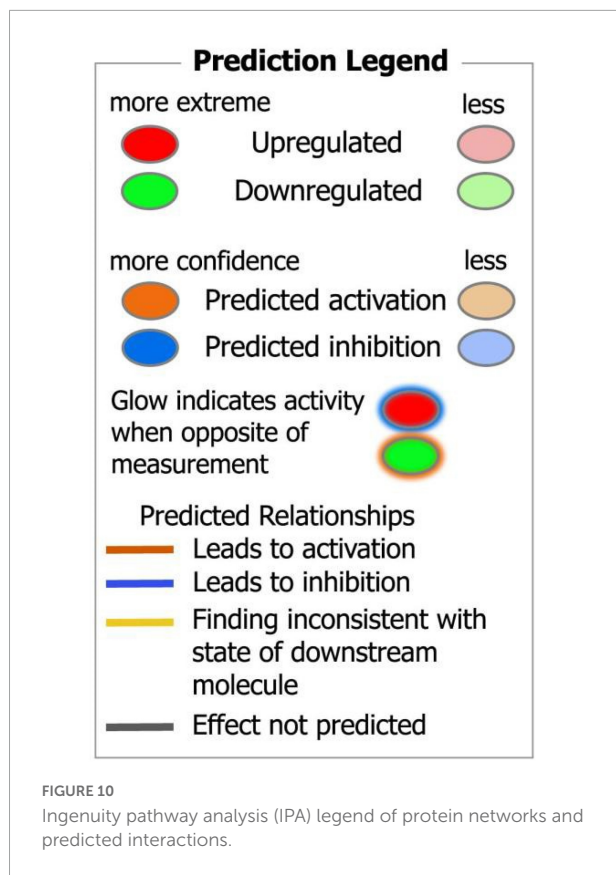 Prediction Legend
more extreme less
Upregulated
Downregulated
more confidence less
Predicted activation
Predicted inhibition
Glow indicates activity
when opposite of
measurement
Predicted Relationships
Leads to activation
Leads to inhibition
Finding inconsistent with
state of downstream
molecule
Effect not predicted
FIGURE 10
Ingenuity pathway analysis (IPA) legend of protein networks and
predicted interactions.